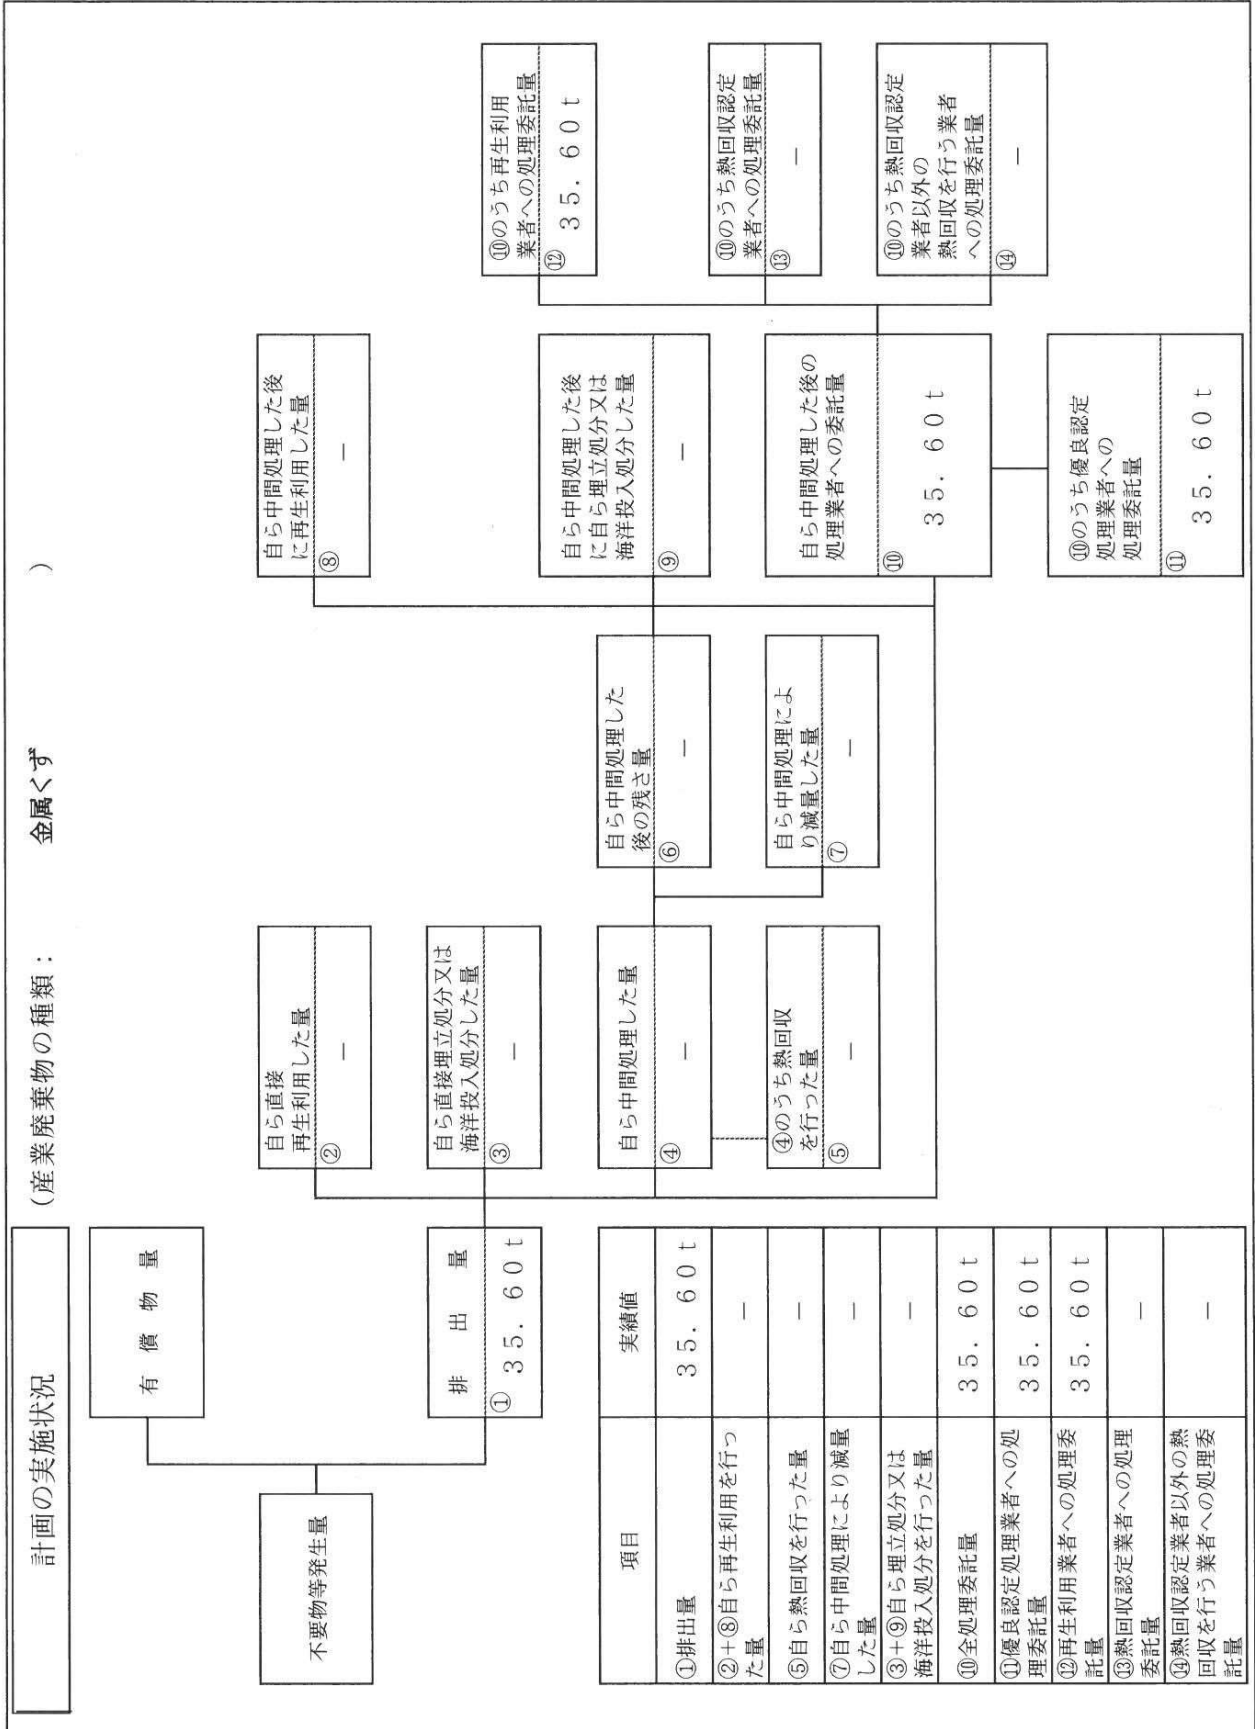 計画の実施状況
(産業廃棄物の種類： 金属くず )
有償物量
不要物等発生量
排出量
① 35.60t
自ら直接
再生利用した量
②
－
自ら直接埋立処分又は
海洋投入処分した量
③
－
自ら中間処理した量
④
－
④のうち熱回収
を行った量
⑤
－
自ら中間処理した
後の残さ量
⑥
－
自ら中間処理によ
り減量した量
⑦
－
自ら中間処理した後
に再生利用した量
⑧
－
自ら中間処理した後
に自ら埋立処分又は
海洋投入処分した量
⑨
－
自ら中間処理した後の
処理業者への委託量
⑩
35.60t
⑩のうち優良認定
処理業者への
処理委託量
⑪
35.60t
⑩のうち再生利用
業者への処理委託量
⑫
35.60t
⑩のうち熱回収認定
業者への処理委託量
⑬
－
⑩のうち熱回収認定
業者以外の
熱回収を行う業者
への処理委託量
⑭
－
項目 実績値
①排出量 35.60t
②+⑧自ら再生利用を行っ
た量
－
⑤自ら熱回収を行った量 －
⑦自ら中間処理により減量
した量
－
③+⑨自ら埋立処分又は
海洋投入処分を行った量
－
⑩全処理委託量 35.60t
⑪優良認定処理業者への処
理委託量
35.60t
⑫再生利用業者への処理委
託量
35.60t
⑬熱回収認定業者への処理
委託量
－
⑭熱回収認定業者以外の熱
回収を行う業者への処理委
託量
－